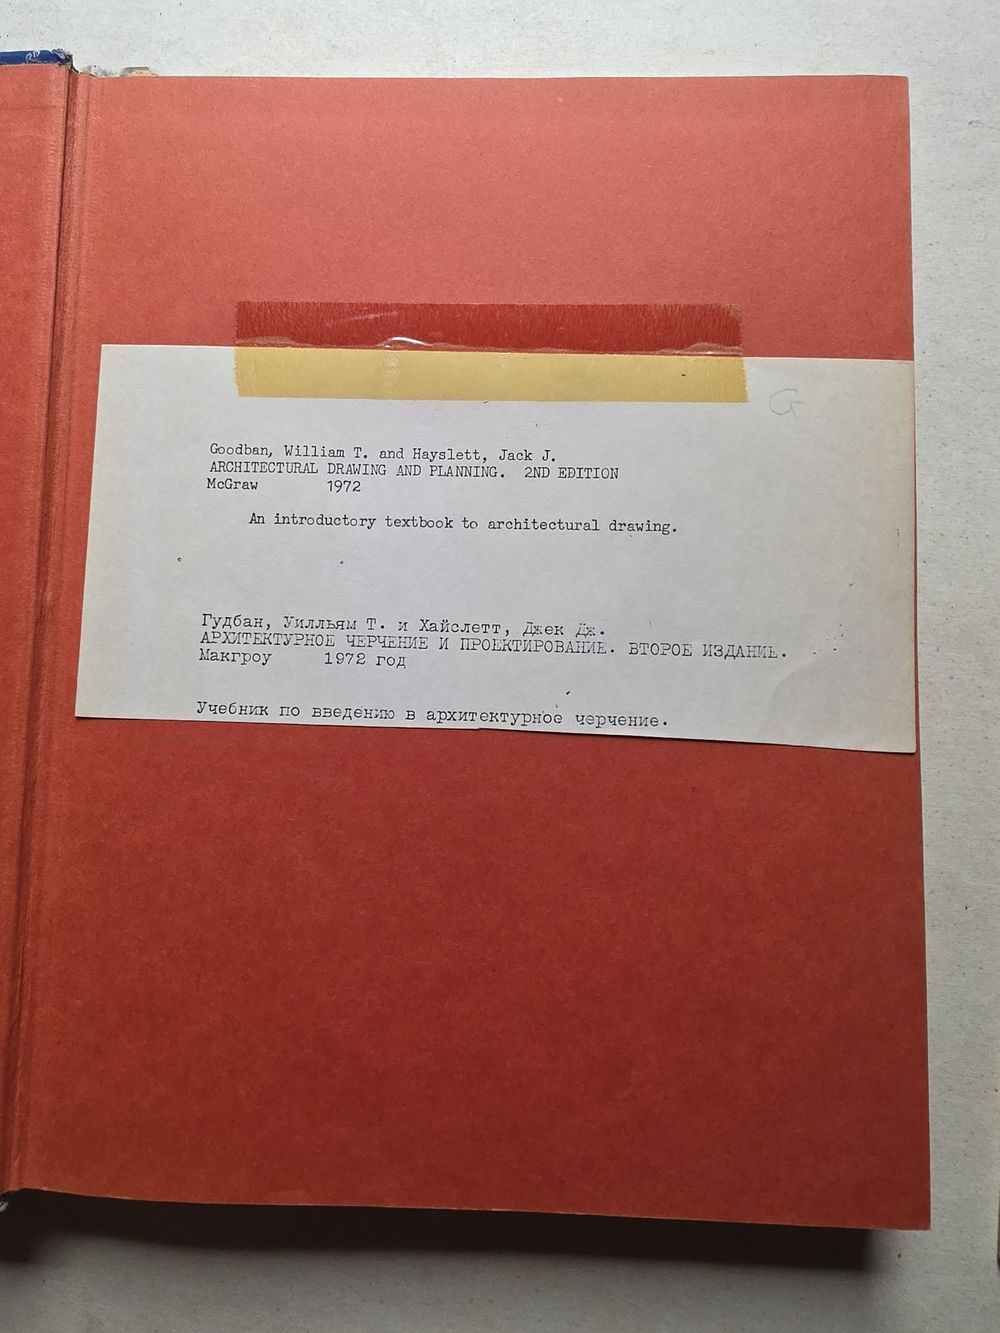 G
Goodban, William T. and Hayslett, Jack J.
ARCHITECTURAL DRAWING AND PLANNING. 2ND EDITION
McGraw 1972
An introductory textbook to architectural drawing.
Гудбан, Уилльям Т. и Хайслетт, Джек Дж.
АРХИТЕКТУРНОЕ ЧЕРЧЕНИЕ И ПРОЕКТИРОВАНИЕ. ВТОРОЕ ИЗДАНИЕ.
Макгроу 1972 год
Учебник по введению в архитектурное черчение.